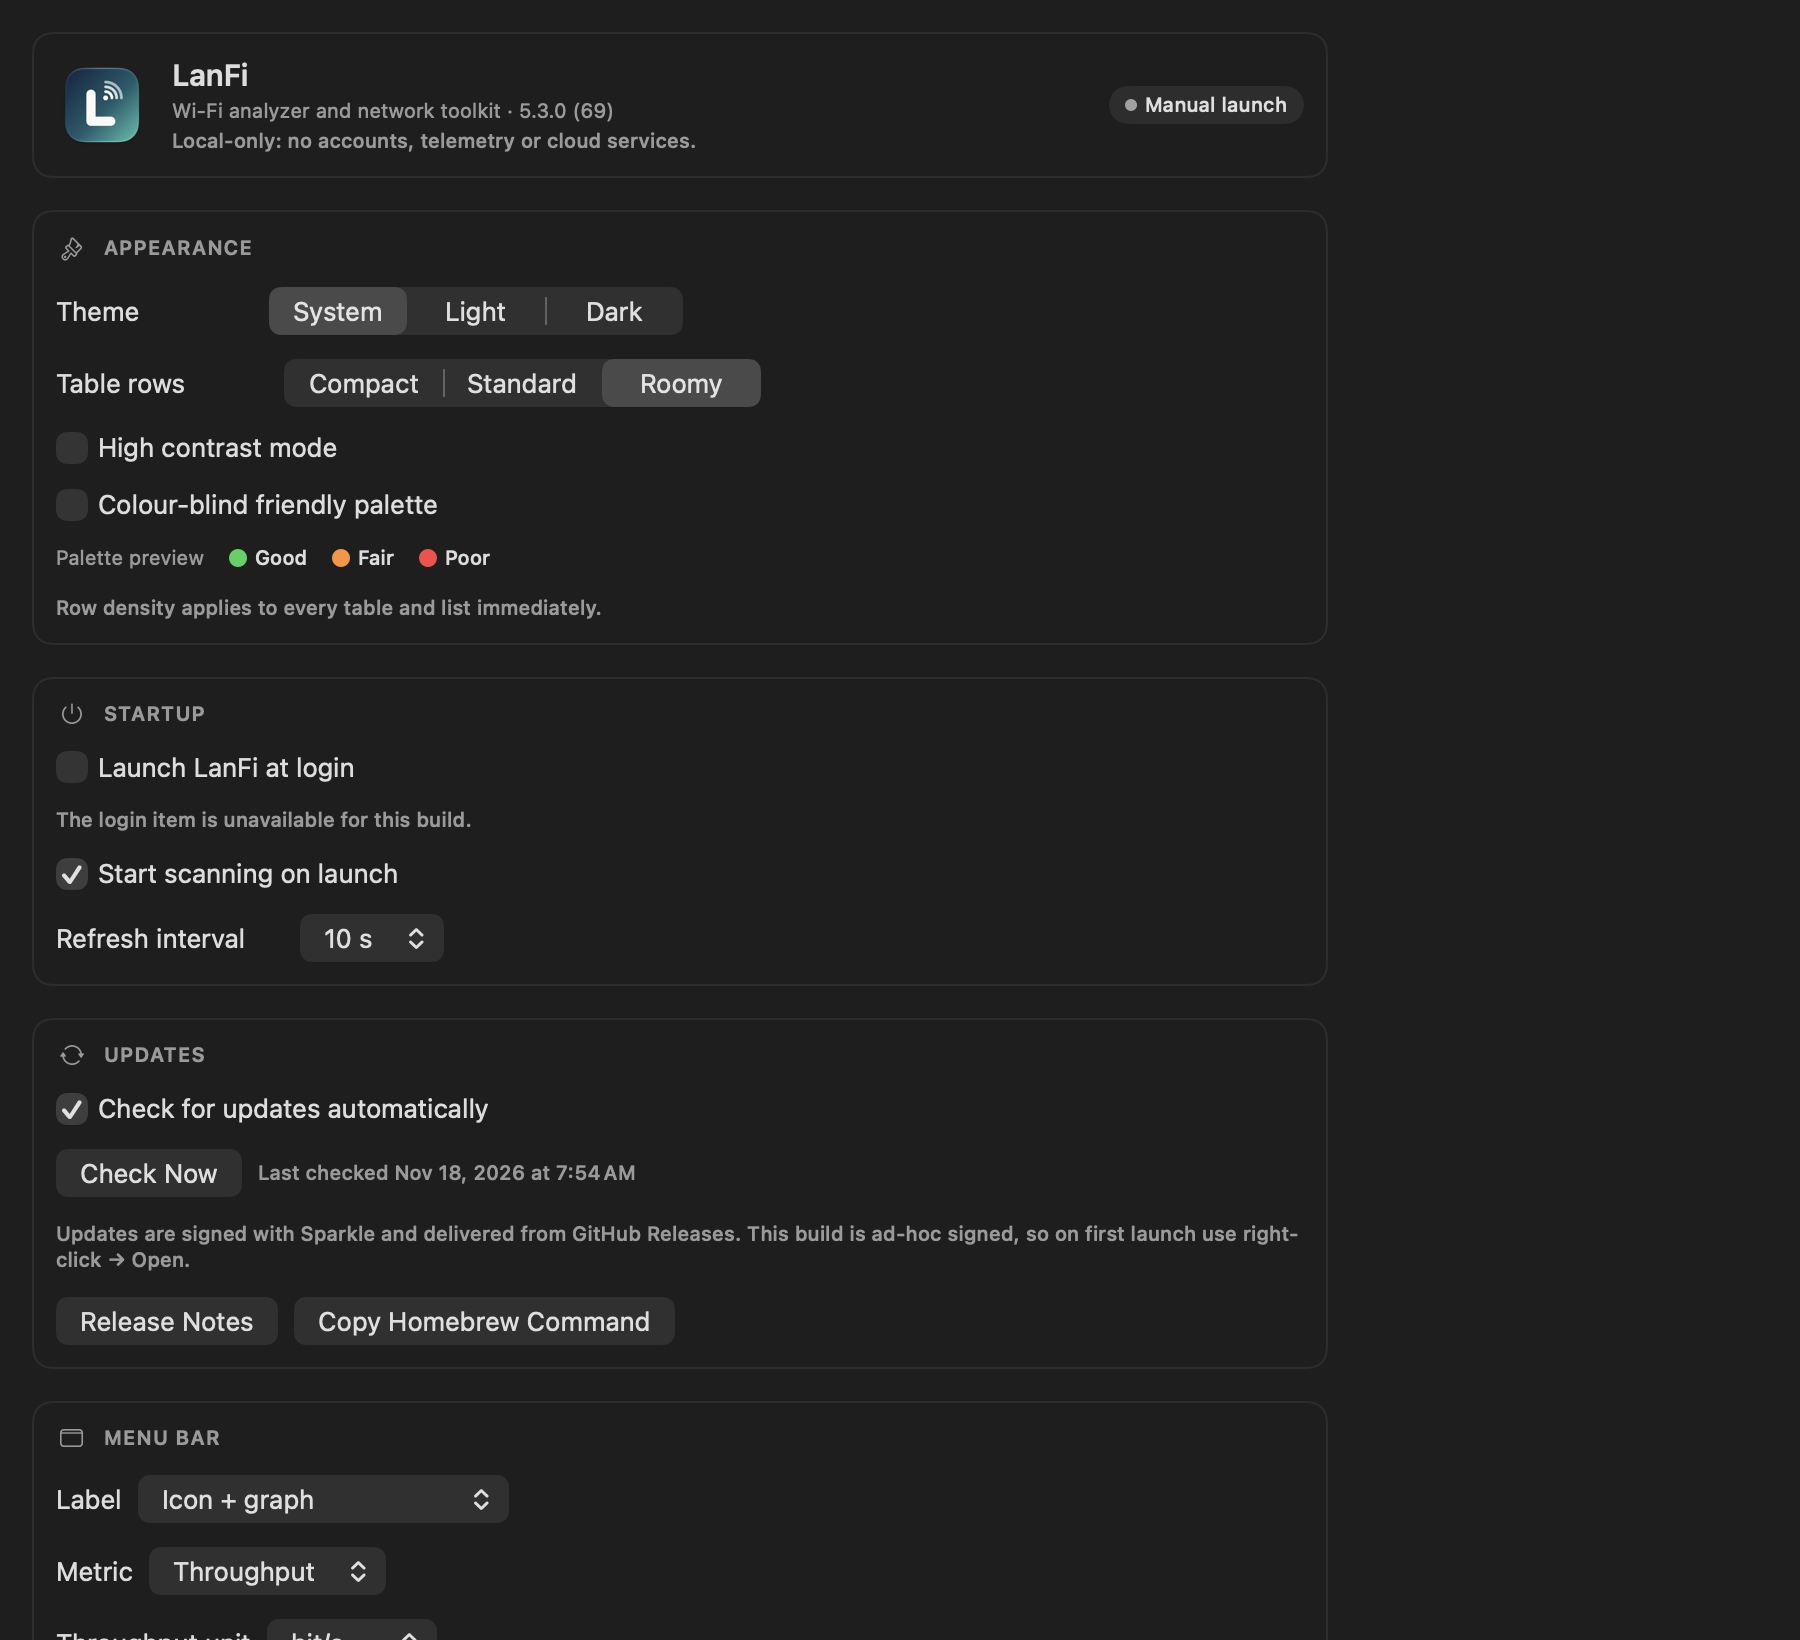 LanFi
Wi-Fi analyzer and network toolkit · 5.3.0 (69)
Local-only: no accounts, telemetry or cloud services.
Manual launch
APPEARANCE
Theme System Light Dark
Table rows Compact Standard Roomy
High contrast mode
Colour-blind friendly palette
Palette preview Good Fair Poor
Row density applies to every table and list immediately.
STARTUP
Launch LanFi at login
The login item is unavailable for this build.
Start scanning on launch
Refresh interval 10 s
UPDATES
Check for updates automatically
Check Now Last checked Nov 18, 2026 at 7:54 AM
Updates are signed with Sparkle and delivered from GitHub Releases. This build is ad-hoc signed, so on first launch use right-
click → Open.
Release Notes Copy Homebrew Command
MENU BAR
Label Icon + graph
Metric Throughput
Throughput unit bit/s